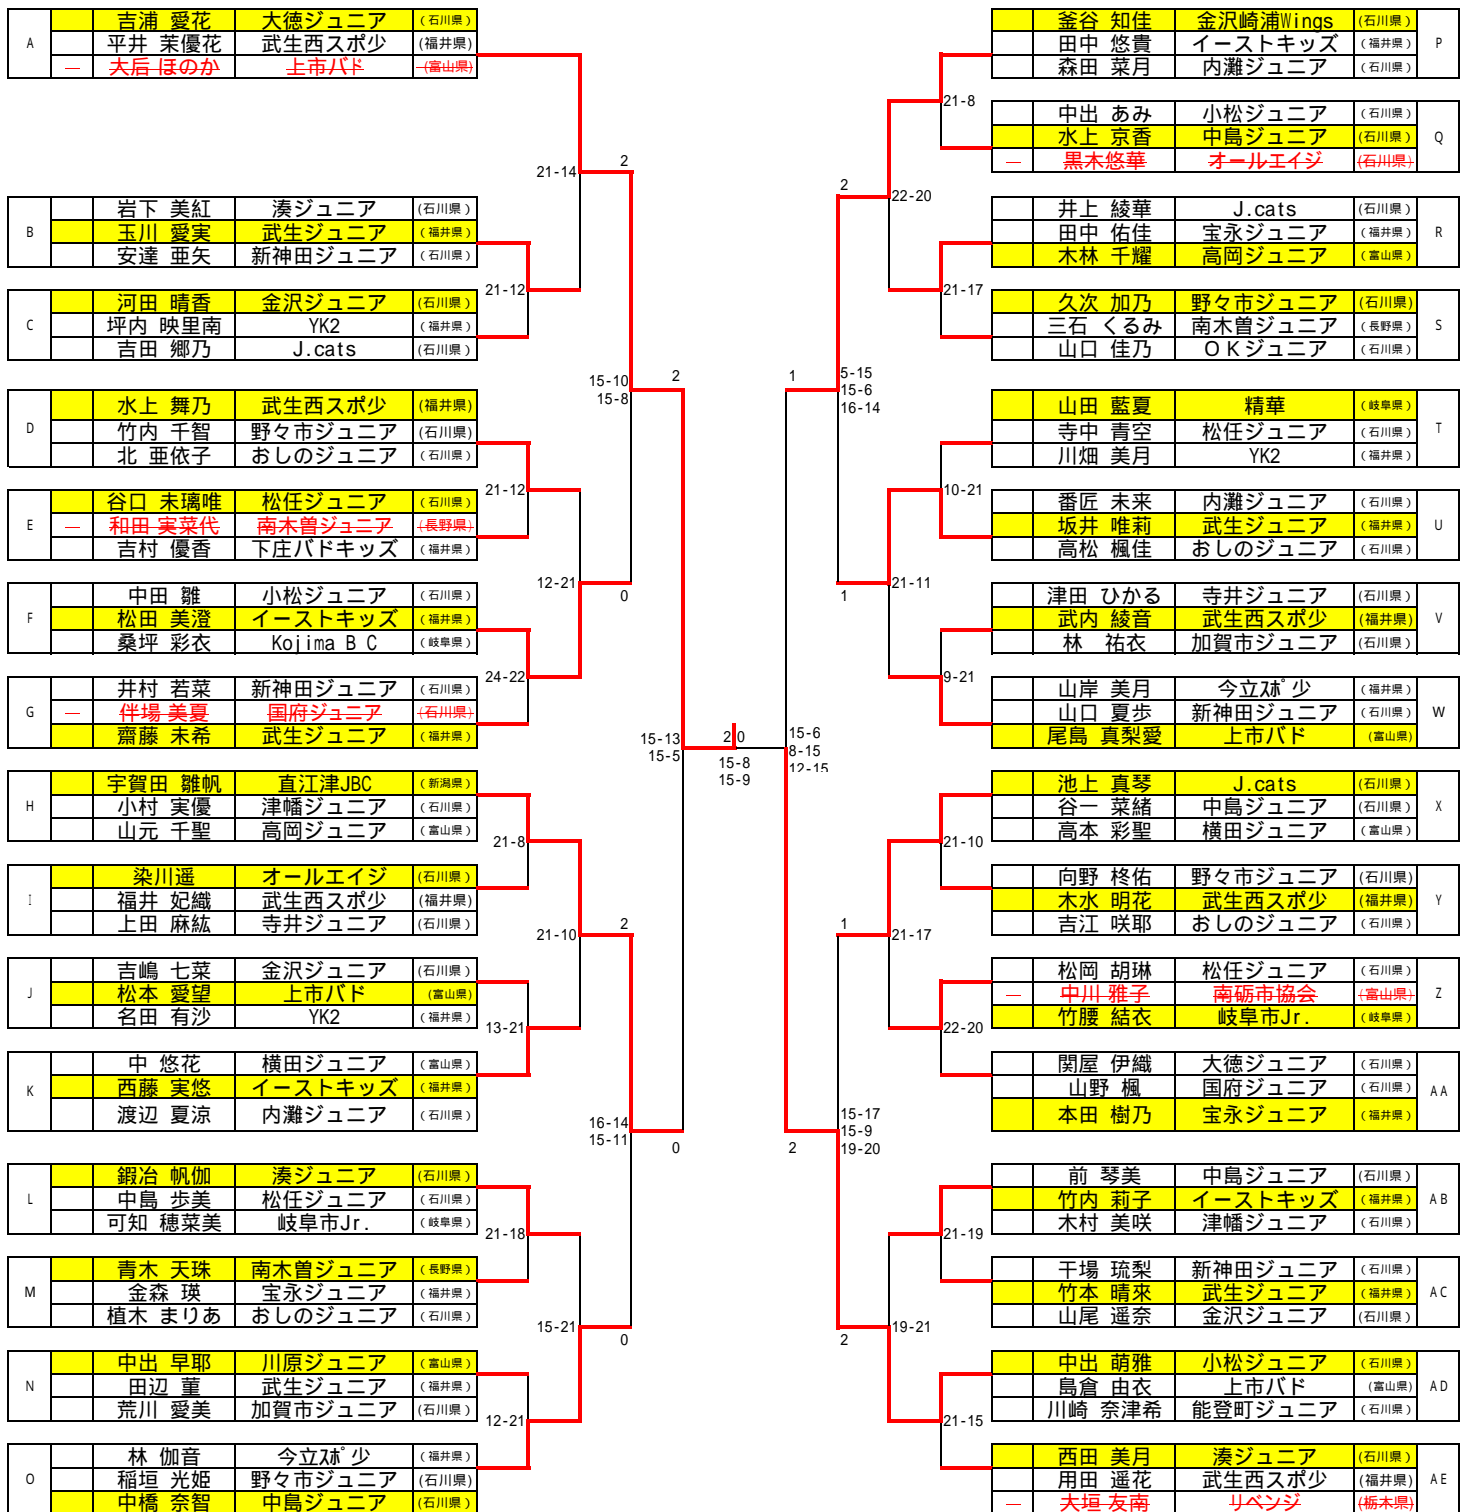 A
吉浦 愛花 大徳ジュニア (石川県)
平井 茉優花 武生西スポ少 (福井県)
― 大后 ほのか 上市バド (富山県)
21-14
2
B
岩下 美紅 湊ジュニア (石川県)
玉川 愛実 武生ジュニア (福井県)
安達 亜矢 新神田ジュニア (石川県)
21-12
C
河田 晴香 金沢ジュニア (石川県)
坪内 映里南 YK2 (福井県)
吉田 郷乃 J.cats (石川県)
15-10
15-8
2
D
水上 舞乃 武生西スポ少 (福井県)
竹内 千智 野々市ジュニア (石川県)
北 亜依子 おしのジュニア (石川県)
21-12
E
谷口 未璃唯 松任ジュニア (石川県)
― 和田 実菜代 南木曽ジュニア (長野県)
吉村 優香 下庄バドキッズ (福井県)
12-21
0
F
中田 雛 小松ジュニア (石川県)
松田 美澄 イーストキッズ (福井県)
桑坪 彩衣 Kojima B C (岐阜県)
24-22
G
井村 若菜 新神田ジュニア (石川県)
― 伴場 美夏 国府ジュニア (石川県)
齋藤 未希 武生ジュニア (福井県)
15-13
15-5
H
宇賀田 雛帆 直江津JBC (新潟県)
小村 実優 津幡ジュニア (石川県)
山元 千聖 高岡ジュニア (富山県)
21-8
I
染川遥 オールエイジ (石川県)
福井 妃織 武生西スポ少 (福井県)
上田 麻紘 寺井ジュニア (石川県)
21-10
2
J
吉嶋 七菜 金沢ジュニア (石川県)
松本 愛望 上市バド (富山県)
名田 有沙 YK2 (福井県)
13-21
K
中 悠花 横田ジュニア (富山県)
西藤 実悠 イーストキッズ (福井県)
渡辺 夏涼 内灘ジュニア (石川県)
16-14
15-11
0
L
鍜冶 帆伽 湊ジュニア (石川県)
中島 歩美 松任ジュニア (石川県)
可知 穂菜美 岐阜市Jr. (岐阜県)
21-18
M
青木 天珠 南木曽ジュニア (長野県)
金森 瑛 宝永ジュニア (福井県)
植木 まりあ おしのジュニア (石川県)
15-21
0
N
中出 早耶 川原ジュニア (富山県)
田辺 菫 武生ジュニア (福井県)
荒川 愛美 加賀市ジュニア (石川県)
12-21
O
林 伽音 今立スポ少 (福井県)
稲垣 光姫 野々市ジュニア (石川県)
中橋 奈智 中島ジュニア (石川県)
2 0
15-8
15-9
釜谷 知佳 金沢崎浦Wings (石川県)
田中 悠貴 イーストキッズ (福井県)
森田 菜月 内灘ジュニア (石川県)
P
21-8
中出 あみ 小松ジュニア (石川県)
水上 京香 中島ジュニア (石川県)
― 黒木悠華 オールエイジ (石川県)
Q
2
22-20
井上 綾華 J.cats (石川県)
田中 佑佳 宝永ジュニア (福井県)
木林 千耀 高岡ジュニア (富山県)
R
21-17
久次 加乃 野々市ジュニア (石川県)
三石 くるみ 南木曽ジュニア (長野県)
山口 佳乃 OKジュニア (石川県)
S
1
5-15
15-6
16-14
山田 藍夏 精華 (岐阜県)
寺中 青空 松任ジュニア (石川県)
川畑 美月 YK2 (福井県)
T
10-21
番匠 未来 内灘ジュニア (石川県)
坂井 唯莉 武生ジュニア (福井県)
高松 楓佳 おしのジュニア (石川県)
U
1
21-11
津田 ひかる 寺井ジュニア (石川県)
武内 綾音 武生西スポ少 (福井県)
林 祐衣 加賀市ジュニア (石川県)
V
9-21
山岸 美月 今立スポ少 (福井県)
山口 夏歩 新神田ジュニア (石川県)
尾島 真梨愛 上市バド (富山県)
W
15-6
8-15
12-15
池上 真琴 J.cats (石川県)
谷一 菜緒 中島ジュニア (石川県)
高本 彩聖 横田ジュニア (富山県)
X
21-10
向野 柊佑 野々市ジュニア (石川県)
木水 明花 武生西スポ少 (福井県)
吉江 咲耶 おしのジュニア (石川県)
Y
1
21-17
松岡 胡琳 松任ジュニア (石川県)
― 中川 雅子 南砺市協会 (富山県)
竹腰 結衣 岐阜市Jr. (岐阜県)
Z
22-20
関屋 伊織 大徳ジュニア (石川県)
山野 楓 国府ジュニア (石川県)
本田 樹乃 宝永ジュニア (福井県)
AA
2
15-17
15-9
19-20
前 琴美 中島ジュニア (石川県)
竹内 莉子 イーストキッズ (福井県)
木村 美咲 津幡ジュニア (石川県)
AB
21-19
干場 琉梨 新神田ジュニア (石川県)
竹本 晴來 武生ジュニア (福井県)
山尾 遥奈 金沢ジュニア (石川県)
AC
2
19-21
中出 萌雅 小松ジュニア (石川県)
島倉 由衣 上市バド (富山県)
川崎 奈津希 能登町ジュニア (石川県)
AD
21-15
西田 美月 湊ジュニア (石川県)
用田 遥花 武生西スポ少 (福井県)
― 大垣 友南 リベンジ (栃木県)
AE